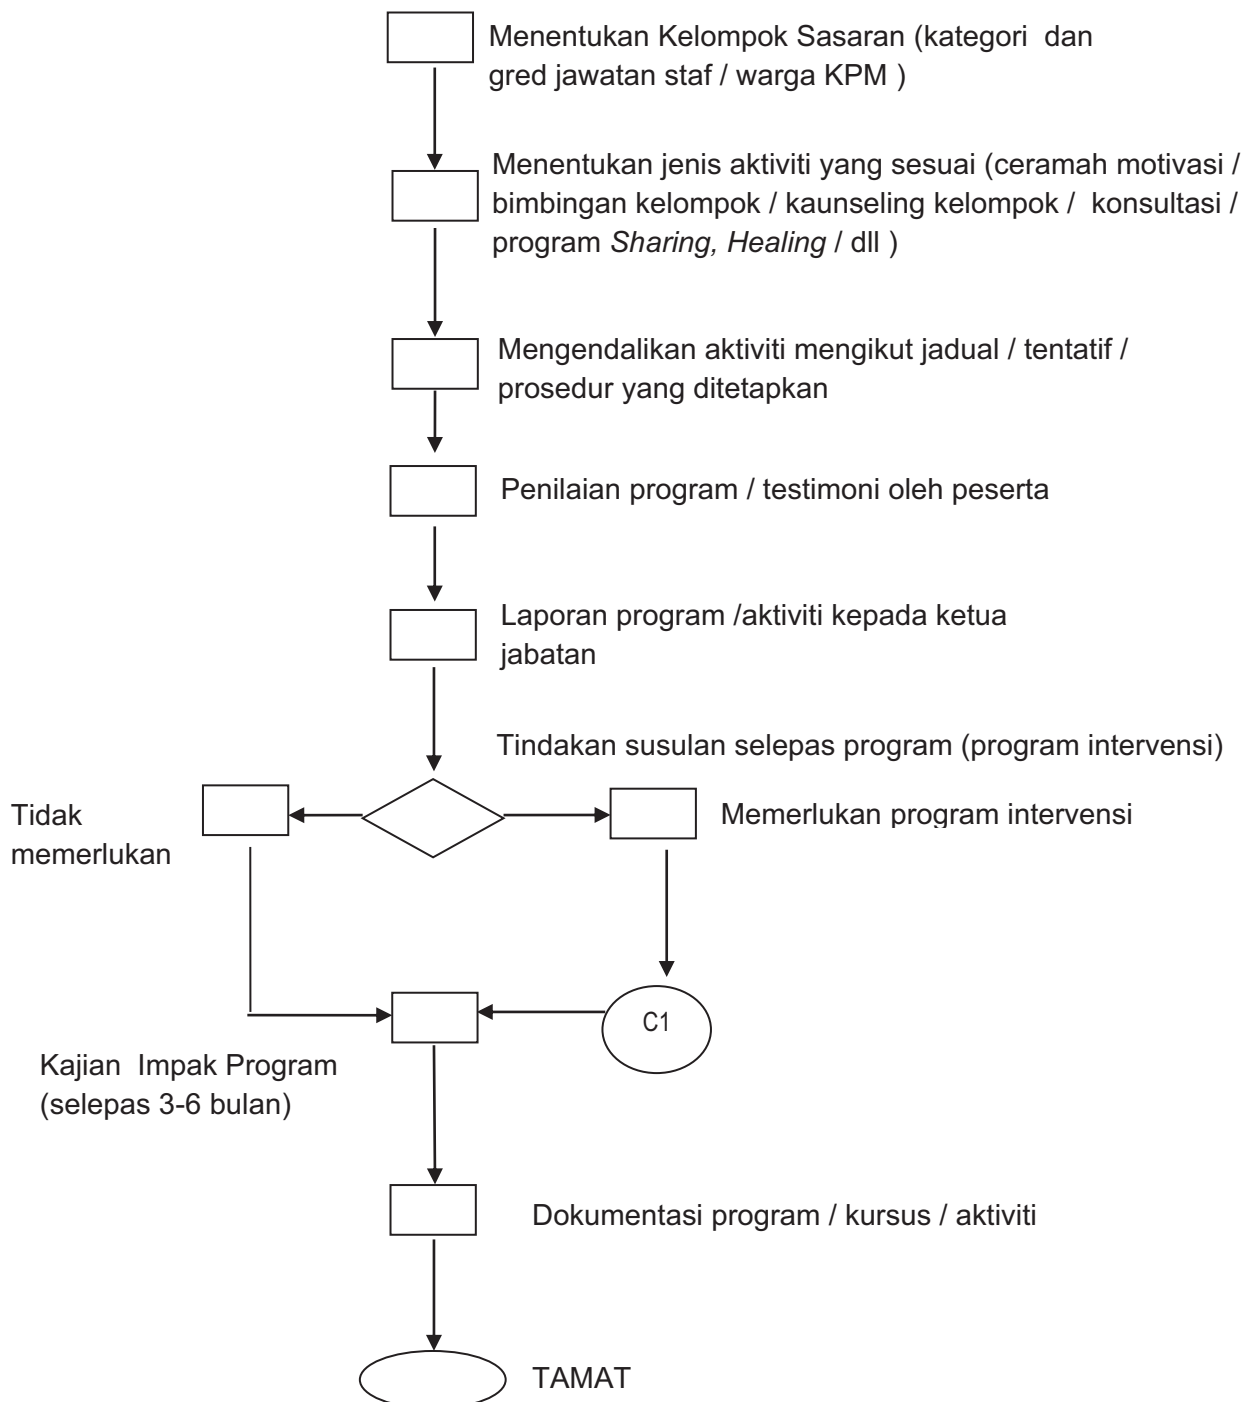 Menentukan Kelompok Sasaran (kategori dan
gred jawatan staf / warga KPM )
Menentukan jenis aktiviti yang sesuai (ceramah motivasi /
bimbingan kelompok / kaunseling kelompok / konsultasi /
program Sharing, Healing / dll )
Mengendalikan aktiviti mengikut jadual / tentatif /
prosedur yang ditetapkan
Penilaian program / testimoni oleh peserta
Laporan program /aktiviti kepada ketua
jabatan
Tindakan susulan selepas program (program intervensi)
Tidak
memerlukan
Memerlukan program intervensi
C1
Kajian Impak Program
(selepas 3-6 bulan)
Dokumentasi program / kursus / aktiviti
TAMAT